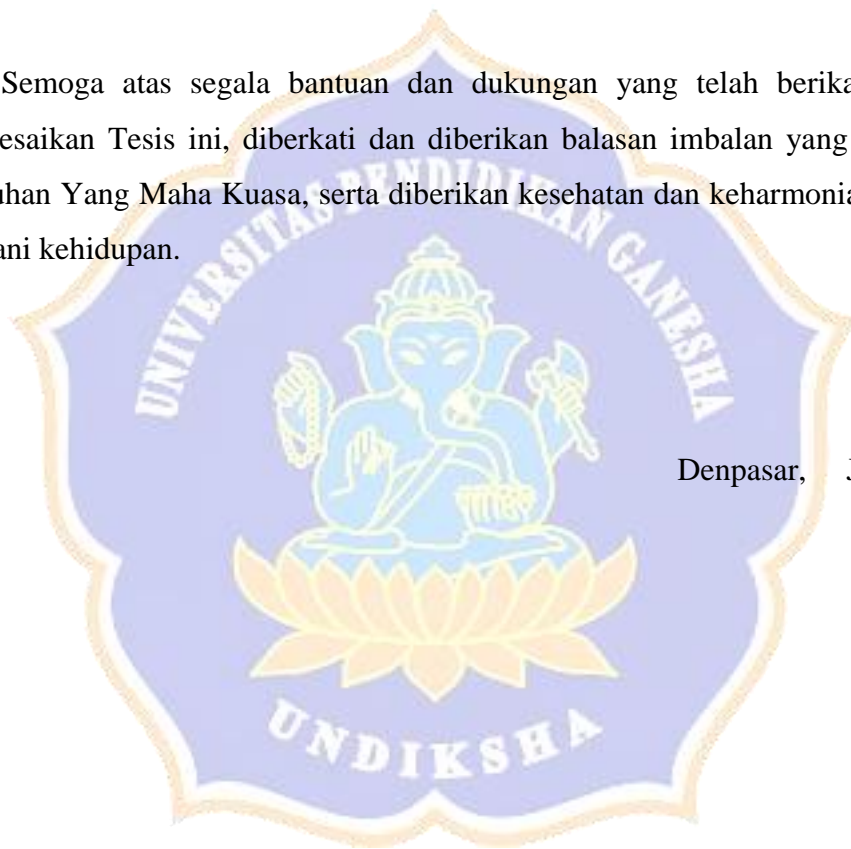 Semoga atas segala bantuan dan dukungan yang telah berika
esaikan Tesis ini, diberkati dan diberikan balasan imbalan yang
uhan Yang Maha Kuasa, serta diberikan kesehatan dan keharmonia
ani kehidupan.
UNIVERSITAS PENDIDIKAN GANESHA
Denpasar, J
UNDIKSHA